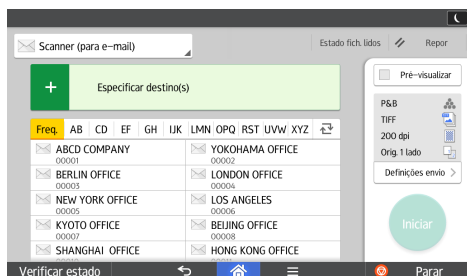 Scanner (para e-mail)
Estado fich. lidos
Repor
Especificar destino(s)
Pré-visualizar
P&B
TIFF
200 dpi
Orig. 1 lado
Definições envio
Iniciar
Freq. AB CD EF GH IJK LMN OPQ RST UVW XYZ
ABCD COMPANY
00001
YOKOHAMA OFFICE
00002
BERLIN OFFICE
00003
LONDON OFFICE
00004
NEW YORK OFFICE
00005
LOS ANGELES
00006
KYOTO OFFICE
00007
BEIJING OFFICE
00008
SHANGHAI OFFICE
HONG KONG OFFICE
Verificar estado
Parar